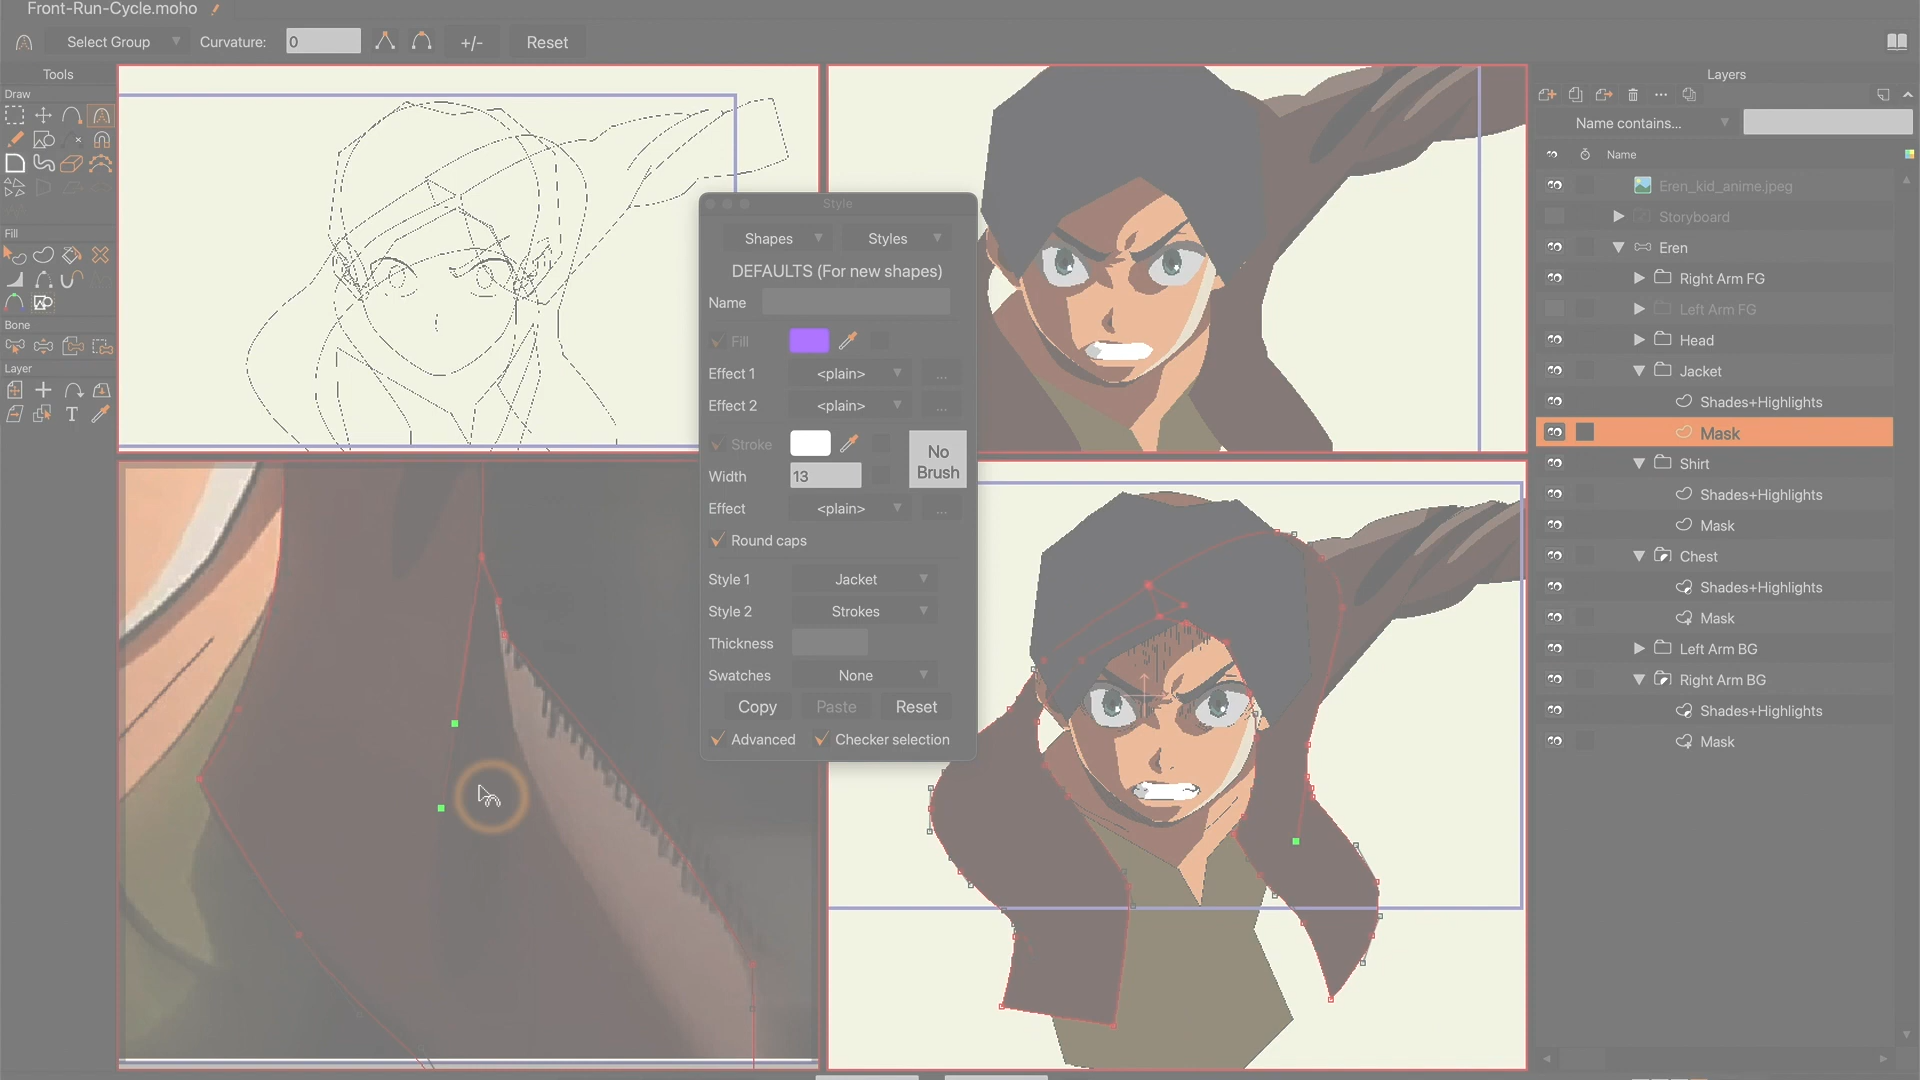 Front-Run-Cycle.moho
Select Group
Curvature:
0
+/-
Reset
Tools
Draw
Fill
Bone
Layer
T
Style
Shapes
Styles
DEFAULTS (For new shapes)
Name
Fill
Effect 1
<plain>
...
Effect 2
<plain>
...
Stroke
No
Brush
Width
13
Effect
<plain>
...
Round caps
Style 1
Jacket
Style 2
Strokes
Thickness
Swatches
None
Copy
Paste
Reset
Advanced
Checker selection
Layers
Name contains...
Name
Eren_kid_anime.jpeg
Storyboard
Eren
Right Arm FG
Left Arm FG
Head
Jacket
Shades+Highlights
Mask
Shirt
Shades+Highlights
Mask
Chest
Shades+Highlights
Mask
Left Arm BG
Right Arm BG
Shades+Highlights
Mask